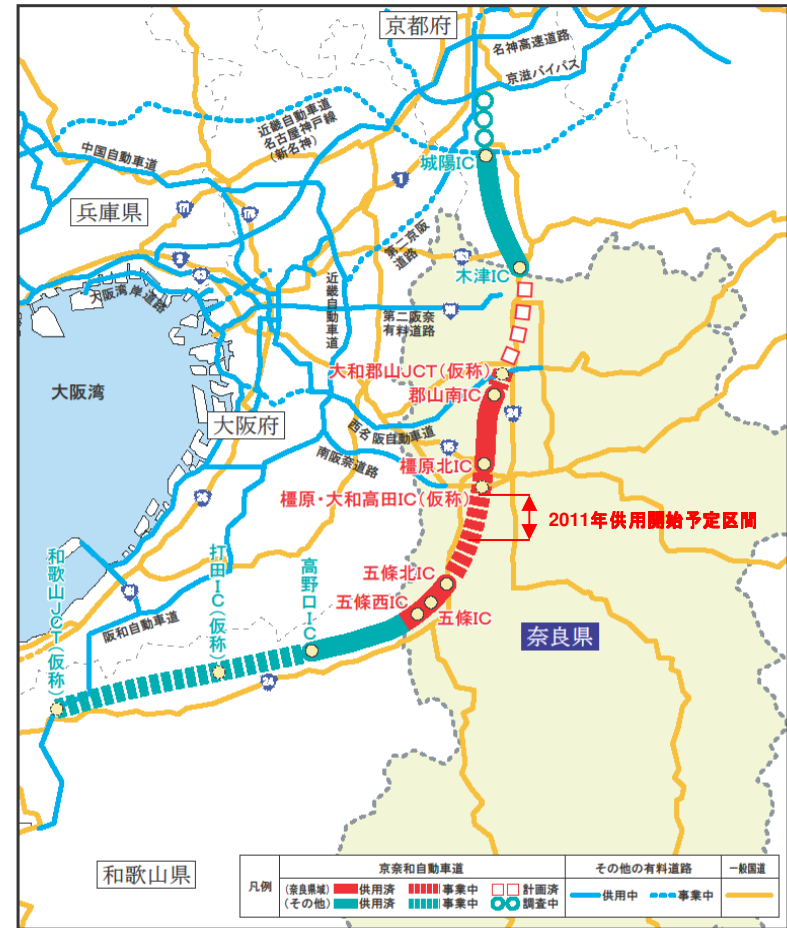 京都府
名神高速道路
京滋バイパス
近畿自動車道
名古屋神戸線
(新名神)
中国自動車道
城陽IC
1
兵庫県
171
176
第二京阪
道路
2
43
163
木津IC
大阪湾岸道路
近畿自動車道
第二阪奈
有料道路
308
大和郡山JCT(仮称)
大阪湾
郡山南IC
24
大阪府
西名阪自動車道
165
南阪奈道路
橿原北IC
26
橿原・大和高田IC(仮称)
2011年供用開始予定区間
和歌山JCT(仮称)
打田IC(仮称)
高野口IC
五條北IC
五條西IC
五條IC
阪和自動車道
奈良県
24
和歌山県
凡例
京奈和自動車道
その他の有料道路
一般国道
(奈良県域)
供用済
事業中
計画済
(その他)
供用済
事業中
調査中
供用中
事業中